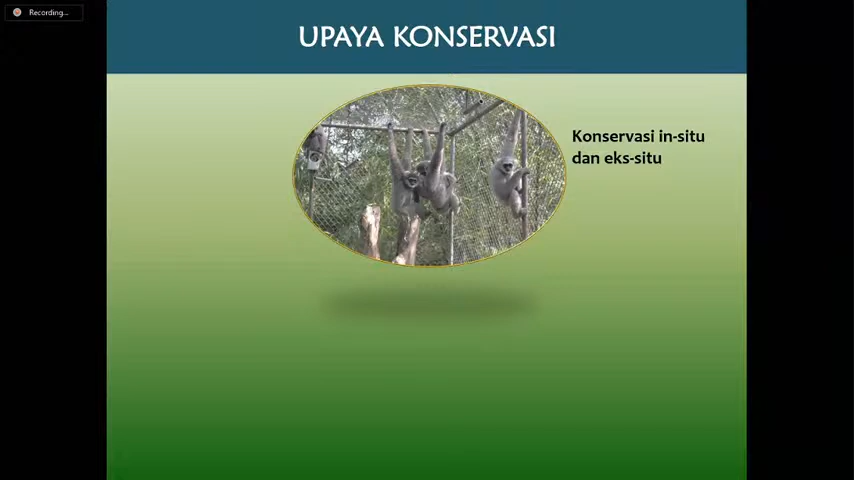 Recording...
UPAYA KONSERVASI
Konservasi in-situ
dan eks-situ